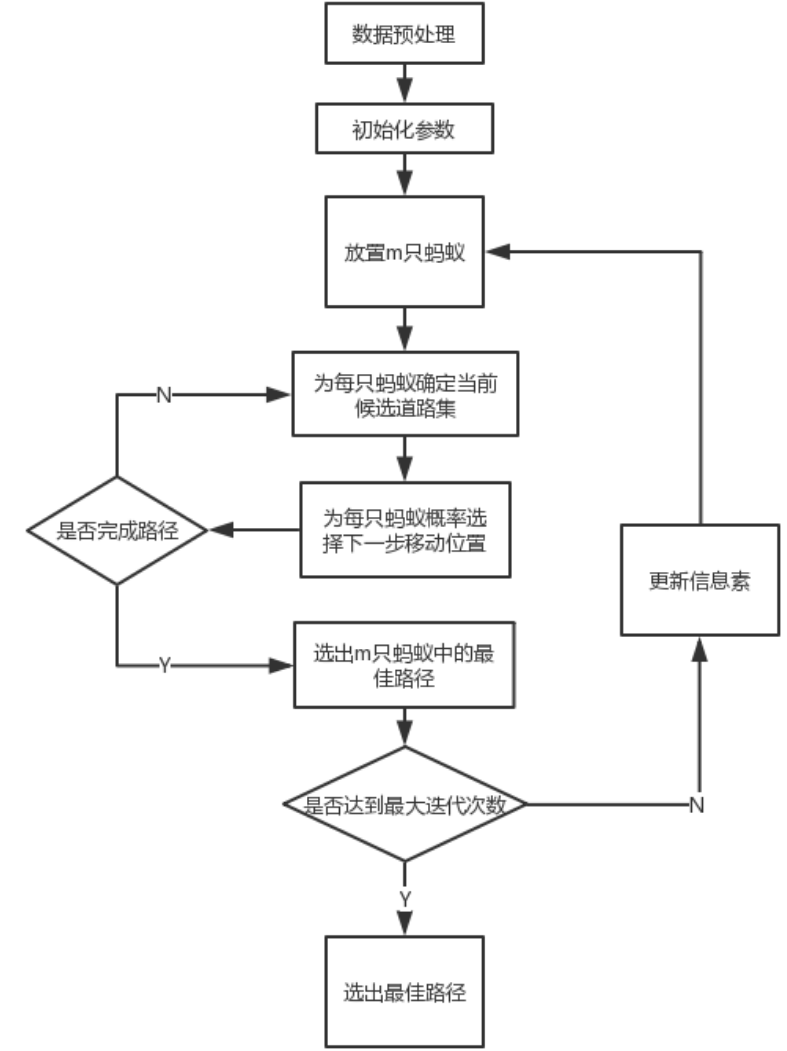 数据预处理
初始化参数
放置m只蚂蚁
为每只蚂蚁确定当前
候选道路集
N
为每只蚂蚁概率选
择下一步移动位置
是否完成路径
Y
选出m只蚂蚁中的最
佳路径
是否达到最大迭代次数
N
更新信息素
Y
选出最佳路径